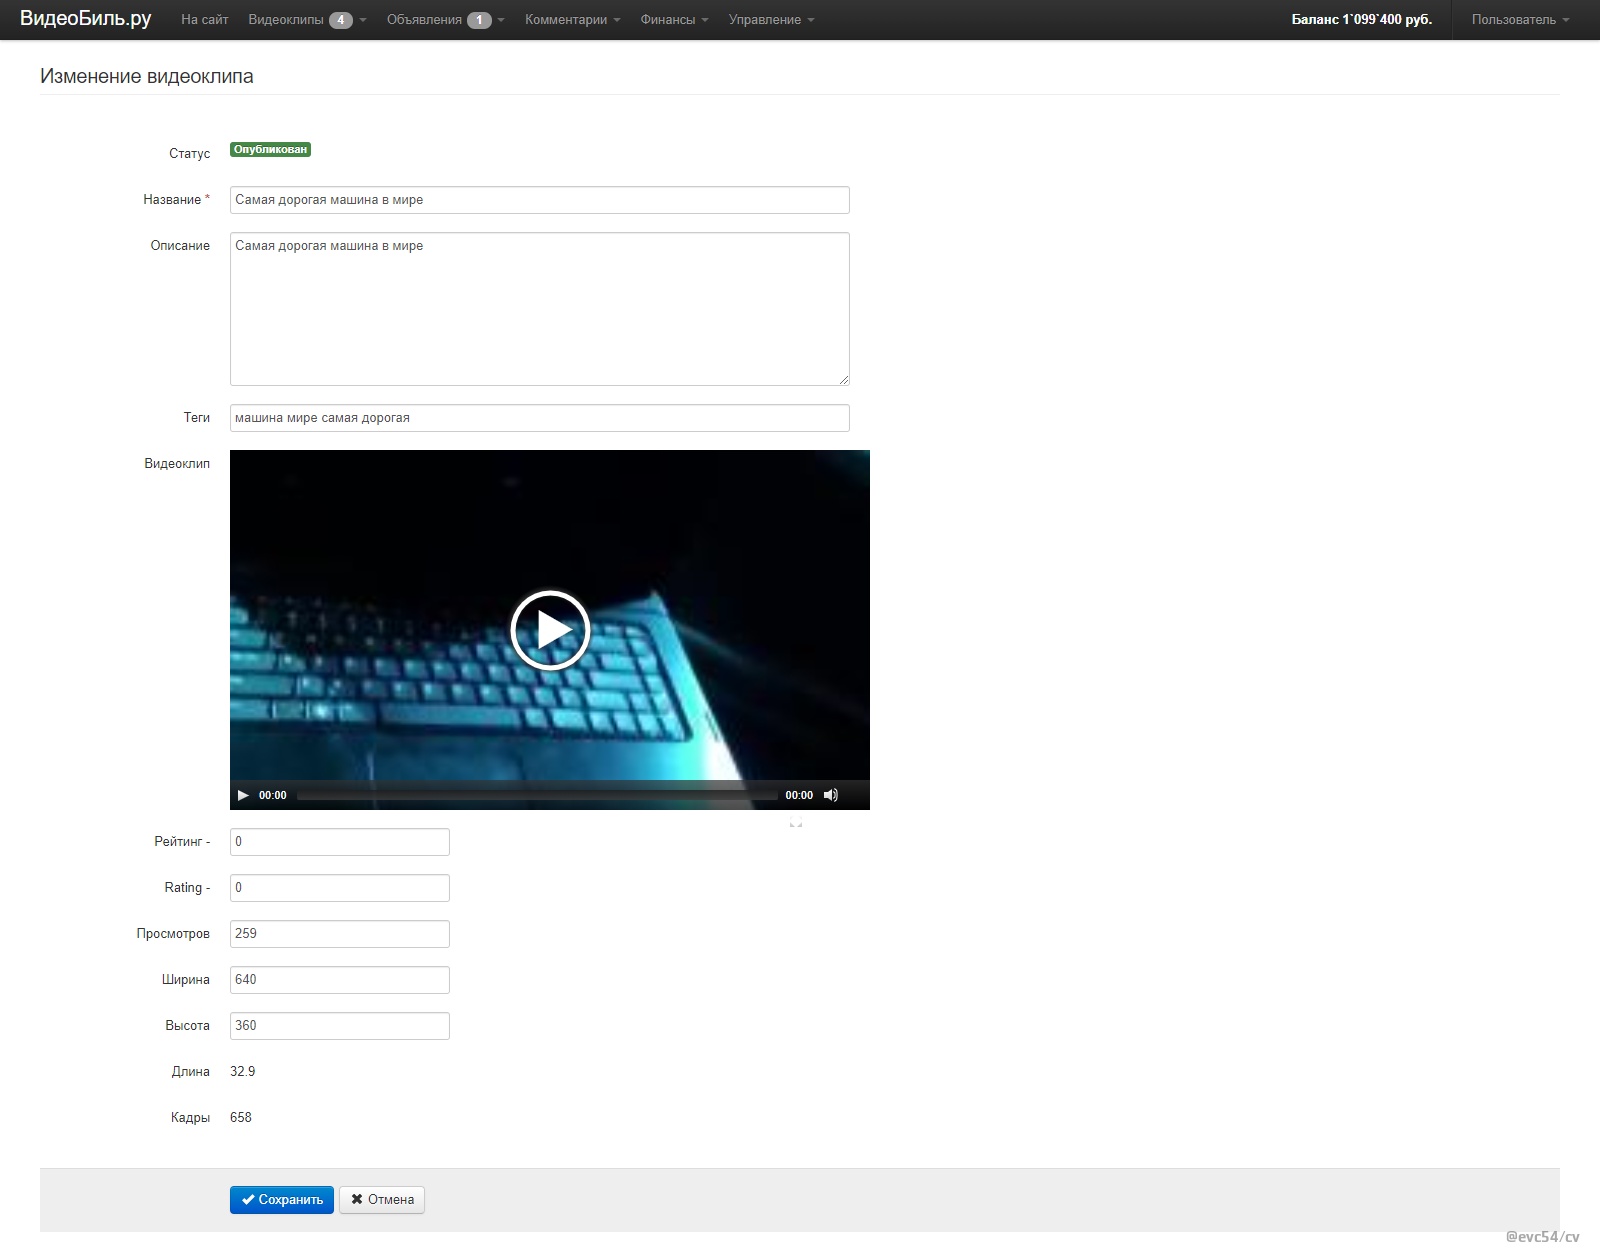 ВидеоБиль.ру На сайт Видеоклипы 4 Объявления 1 Комментарии Финансы Управление Баланс 1`099`400 руб. Пользователь
Изменение видеоклипа
Статус Опубликован
Название * Самая дорогая машина в мире
Описание Самая дорогая машина в мире
Теги машина мире самая дорогая
Видеоклип
00:00 00:00
Рейтинг - 0
Rating - 0
Просмотров 259
Ширина 640
Высота 360
Длина 32.9
Кадры 658
Сохранить Отмена
@evc54/cv